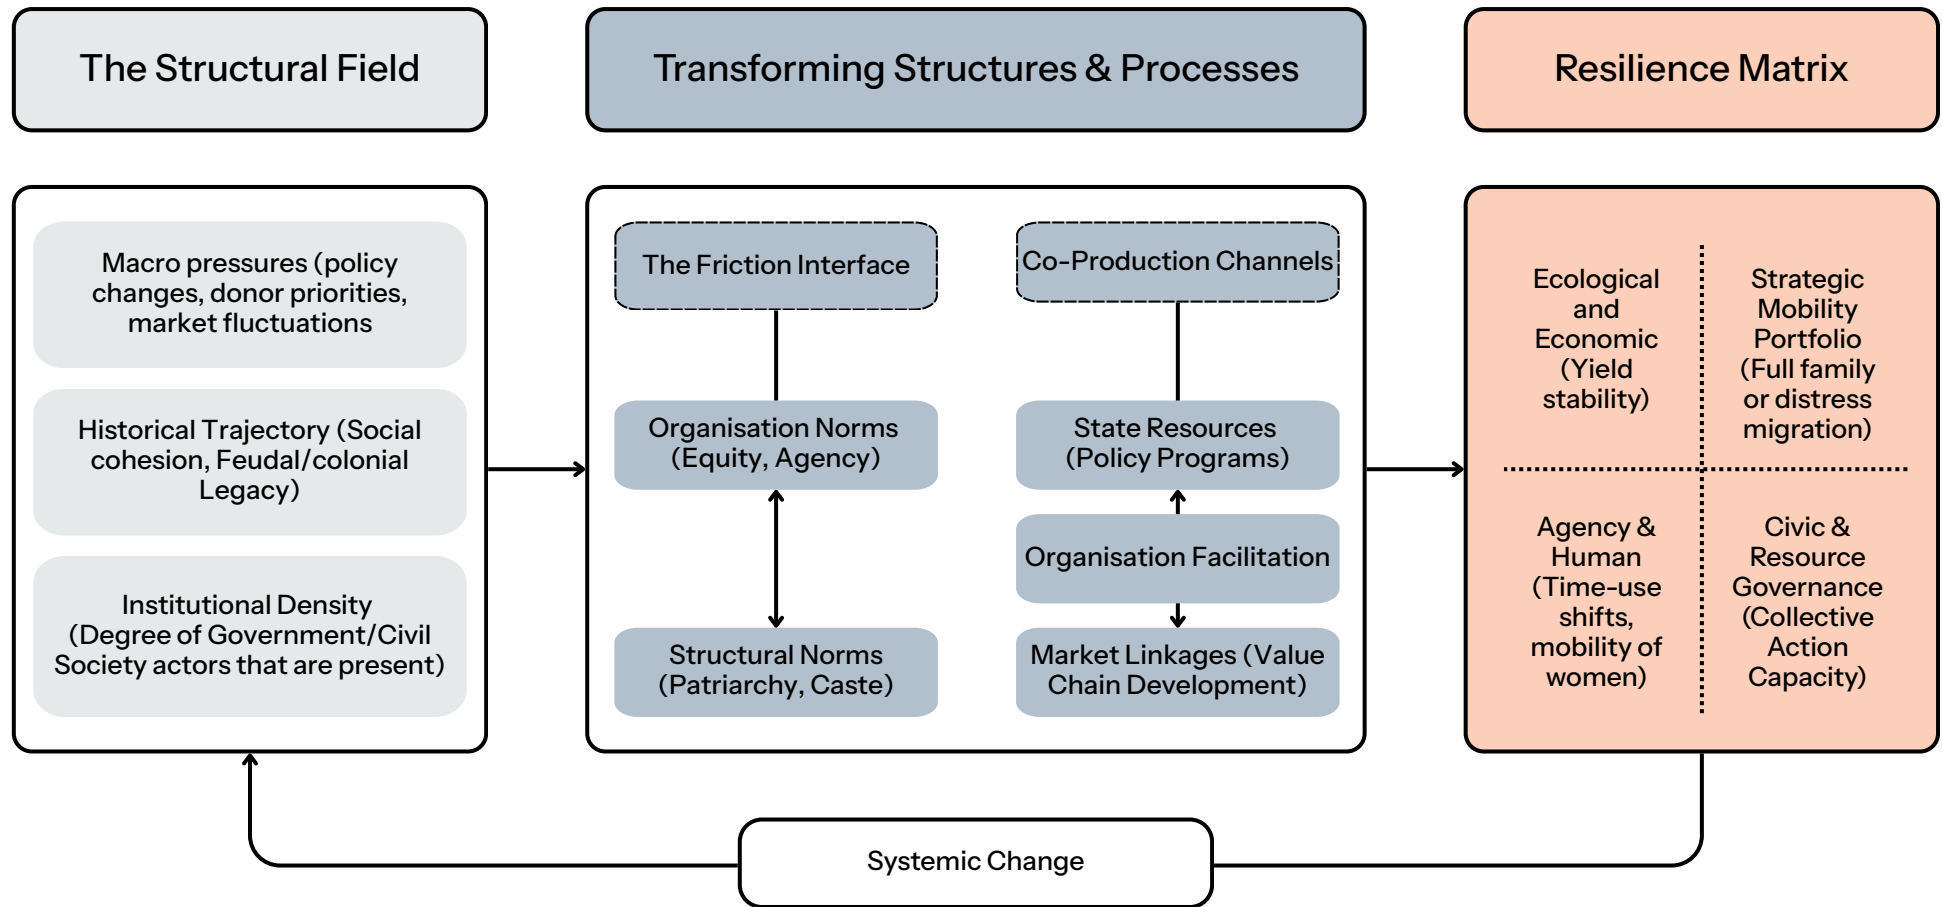 The Structural Field
Transforming Structures & Processes
Resilience Matrix
Macro pressures (policy
changes, donor priorities,
market fluctuations
Historical Trajectory (Social
cohesion, Feudal/colonial
Legacy)
Institutional Density
(Degree of Government/Civil
Society actors that are present)
The Friction Interface
Organisation Norms
(Equity, Agency)
Structural Norms
(Patriarchy, Caste)
Co-Production Channels
State Resources
(Policy Programs)
Organisation Facilitation
Market Linkages (Value
Chain Development)
Ecological
and
Economic
(Yield
stability)
Strategic
Mobility
Portfolio
(Full family
or distress
migration)
Agency &
Human
(Time-use
shifts,
mobility of
women)
Civic &
Resource
Governance
(Collective
Action
Capacity)
Systemic Change